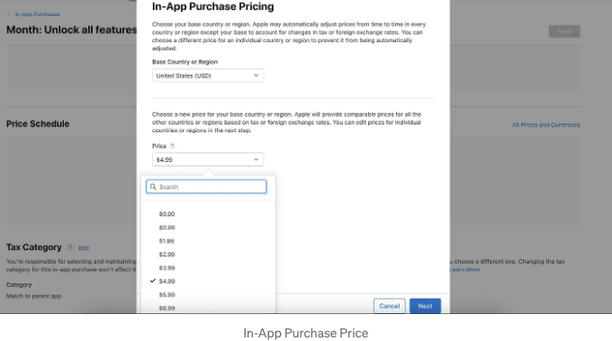 In-App Purchases
Month: Unlock all features
Save
In-App Purchase Pricing
Choose your base country or region. Apple may automatically adjust prices from time to time in every
country or region except your base to account for changes in tax or foreign exchange rates. You can
choose a different price for an individual country or region to prevent it from being automatically
adjusted.
Base Country or Region
United States (USD)
Choose a new price for your base country or region. Apple will provide comparable prices for all the
other countries or regions based on tax or foreign exchange rates. You can edit prices for individual
countries or regions in the next step.
Price ?
$4.99
Search
$0.00
$0.99
$1.99
$2.99
$3.99
$4.99
$5.99
$6.99
Cancel
Next
Price Schedule
All Prices and Currencies
Tax Category ? Edit
You're responsible for selecting and maintaining
category for this in-app purchase won't affect th
u choose a different one. Changing the tax
Learn More
Category
Match to parent app
In-App Purchase Price